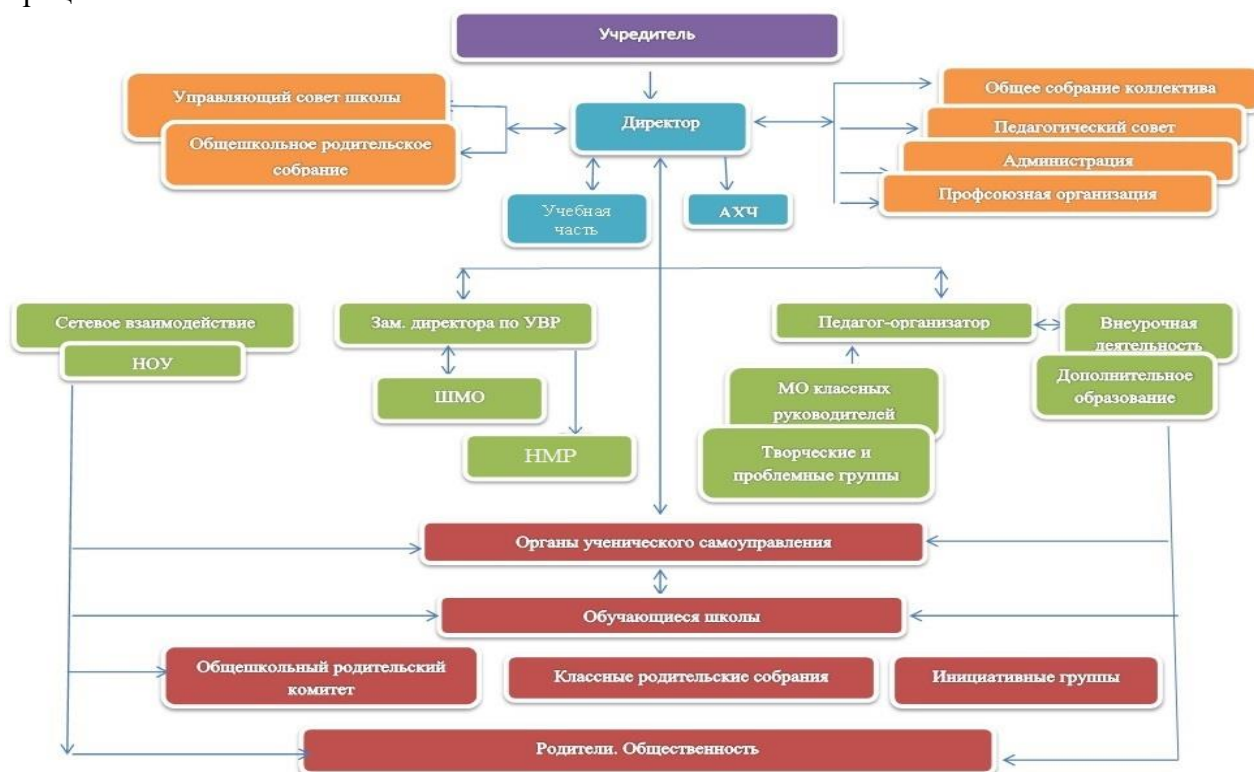 Учредитель
Управляющий совет школы
Общешкольное родительское
собрание
Директор
Общее собрание коллектива
Педагогический совет
Администрация
Профсоюзная организация
Учебная
часть
АХЧ
Сетевое взаимодействие
НОУ
Зам. директора по УВР
ШМО
НМР
Педагог-организатор
МО классных
руководителей
Творческие и
проблемные группы
Внеурочная
деятельность
Дополнительное
образование
Органы ученического самоуправления
Обучающиеся школы
Общешкольный родительский
комитет
Классные родительские собрания
Инициативные группы
Родители. Общественность